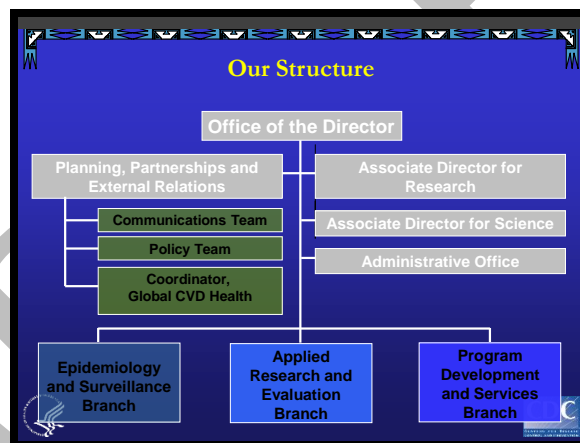 Our Structure
Office of the Director
Planning, Partnerships and
External Relations
Associate Director for
Research
Communications Team
Associate Director for Science
Policy Team
Administrative Office
Coordinator,
Global CVD Health
Epidemiology
and Surveillance
Branch
Applied
Research and
Evaluation
Branch
Program
Development
and Services
Branch
CDC